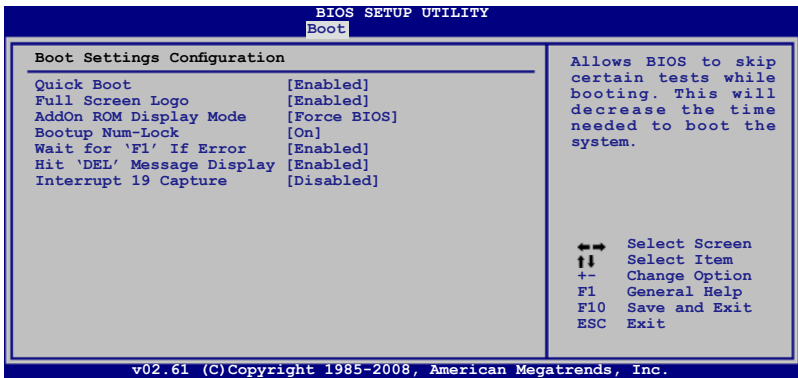 BIOS SETUP UTILITY
Boot
Boot Settings Configuration
Quick Boot [Enabled]
Full Screen Logo [Enabled]
AddOn ROM Display Mode [Force BIOS]
Bootup Num-Lock [On]
Wait for ‘F1’ If Error [Enabled]
Hit ‘DEL’ Message Display [Enabled]
Interrupt 19 Capture [Disabled]
Allows BIOS to skip
certain tests while
booting. This will
decrease the time
needed to boot the
system.
←→ Select Screen
↑↓ Select Item
+- Change Option
F1 General Help
F10 Save and Exit
ESC Exit
v02.61 (C)Copyright 1985-2008, American Megatrends, Inc.